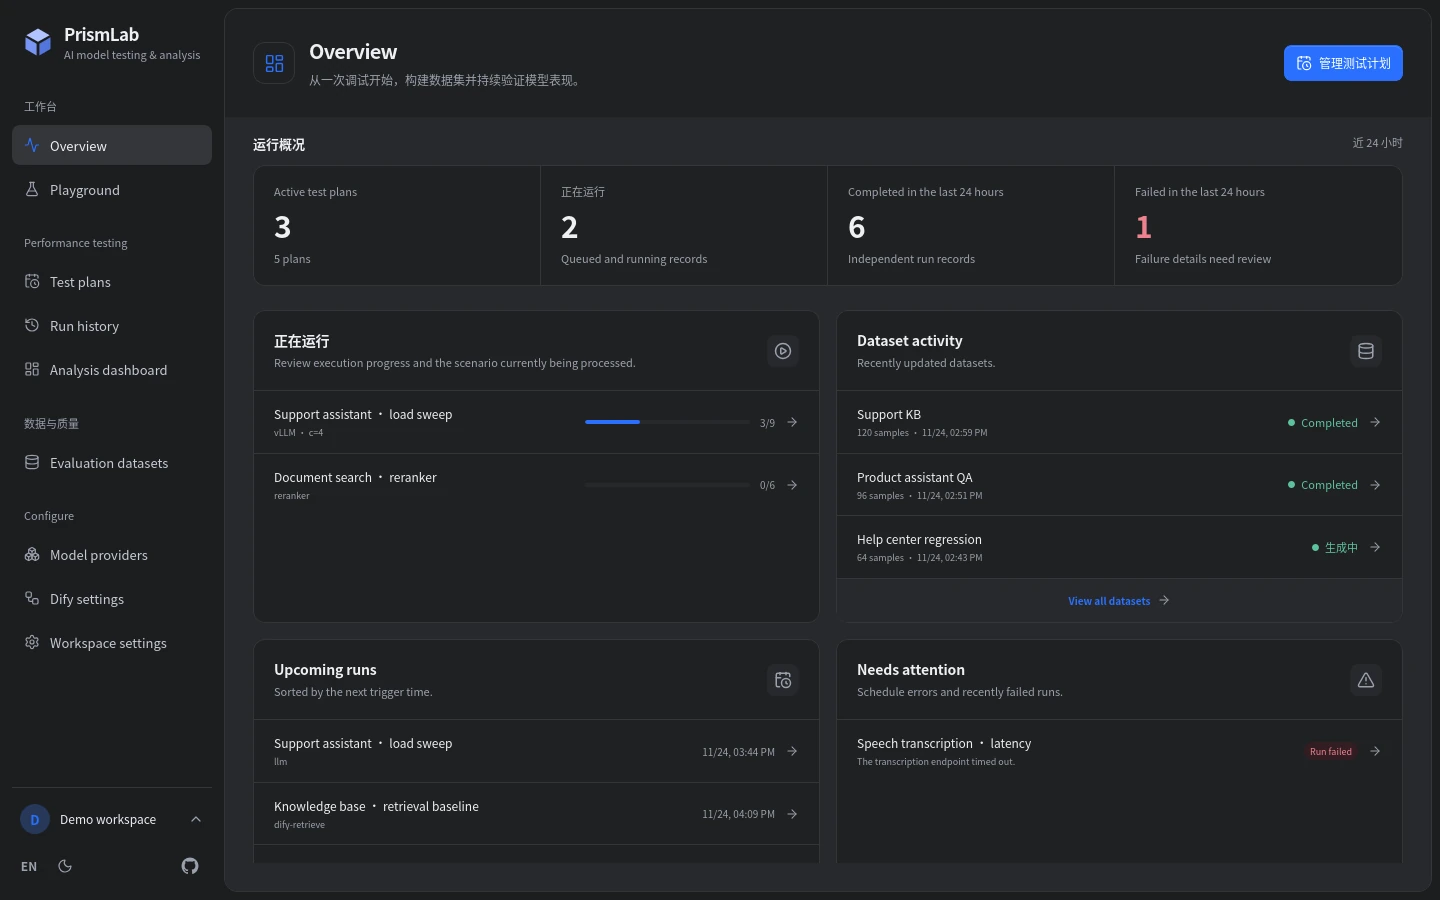 PrismLab
AI model testing & analysis
工作台
Overview
Playground
Performance testing
Test plans
Run history
Analysis dashboard
数据与质量
Evaluation datasets
Configure
Model providers
Dify settings
Workspace settings
D Demo workspace
EN
Overview
从一次调试开始，构建数据集并持续验证模型表现。
管理测试计划
运行概况
近 24 小时
Active test plans
3
5 plans
正在运行
2
Queued and running records
Completed in the last 24 hours
6
Independent run records
Failed in the last 24 hours
1
Failure details need review
正在运行
Review execution progress and the scenario currently being processed.
Support assistant · load sweep
vLLM · c=4
3/9
Document search · reranker
reranker
0/6
Dataset activity
Recently updated datasets.
Support KB
120 samples · 11/24, 02:59 PM
Completed
Product assistant QA
96 samples · 11/24, 02:51 PM
Completed
Help center regression
64 samples · 11/24, 02:43 PM
生成中
View all datasets
Upcoming runs
Sorted by the next trigger time.
Support assistant · load sweep
llm
11/24, 03:44 PM
Knowledge base · retrieval baseline
dify-retrieve
11/24, 04:09 PM
Needs attention
Schedule errors and recently failed runs.
Speech transcription · latency
The transcription endpoint timed out.
Run failed